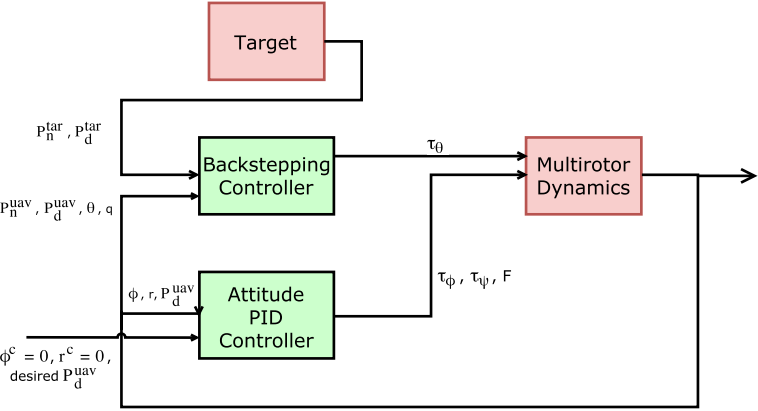 Target
P_n^tar , P_d^tar
Backstepping
Controller
τ_θ
Multirotor
Dynamics
P_n^uav , P_d^uav , θ , q
ϕ , r , P_d^uav
Attitude
PID
Controller
τ_ϕ , τ_ψ , F
ϕ^c = 0 , r^c = 0 ,
desired P_d^uav